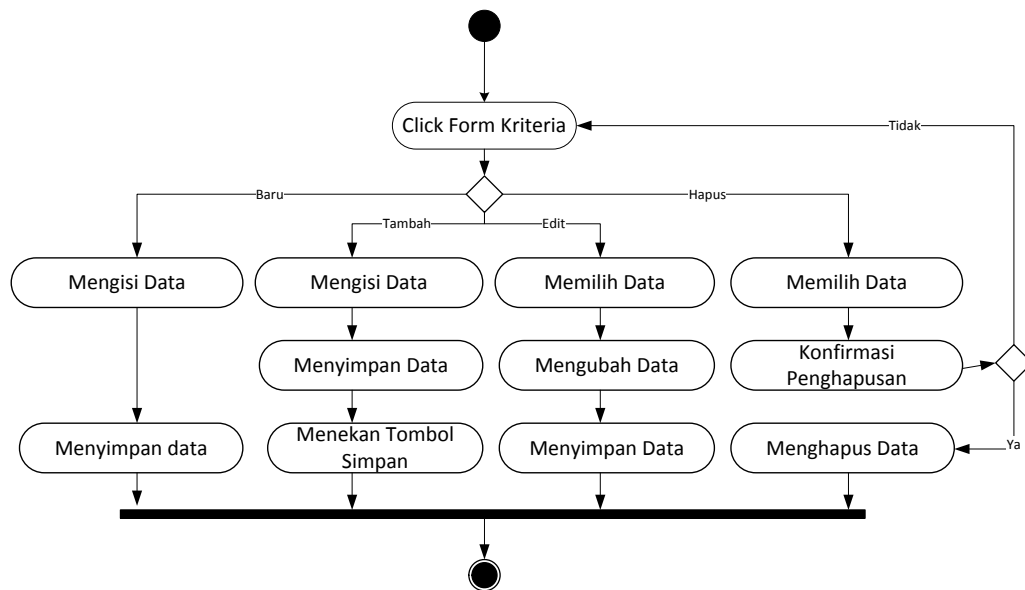 Click Form Kriteria
Tidak
Baru
Hapus
Tambah
Edit
Mengisi Data
Mengisi Data
Memilih Data
Memilih Data
Menyimpan Data
Mengubah Data
Konfirmasi
Penghapusan
Menyimpan data
Menekan Tombol
Simpan
Menyimpan Data
Menghapus Data
Ya